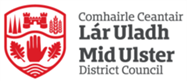 Comhairle Ceantair
Lár Uladh
Mid Ulster
District Council